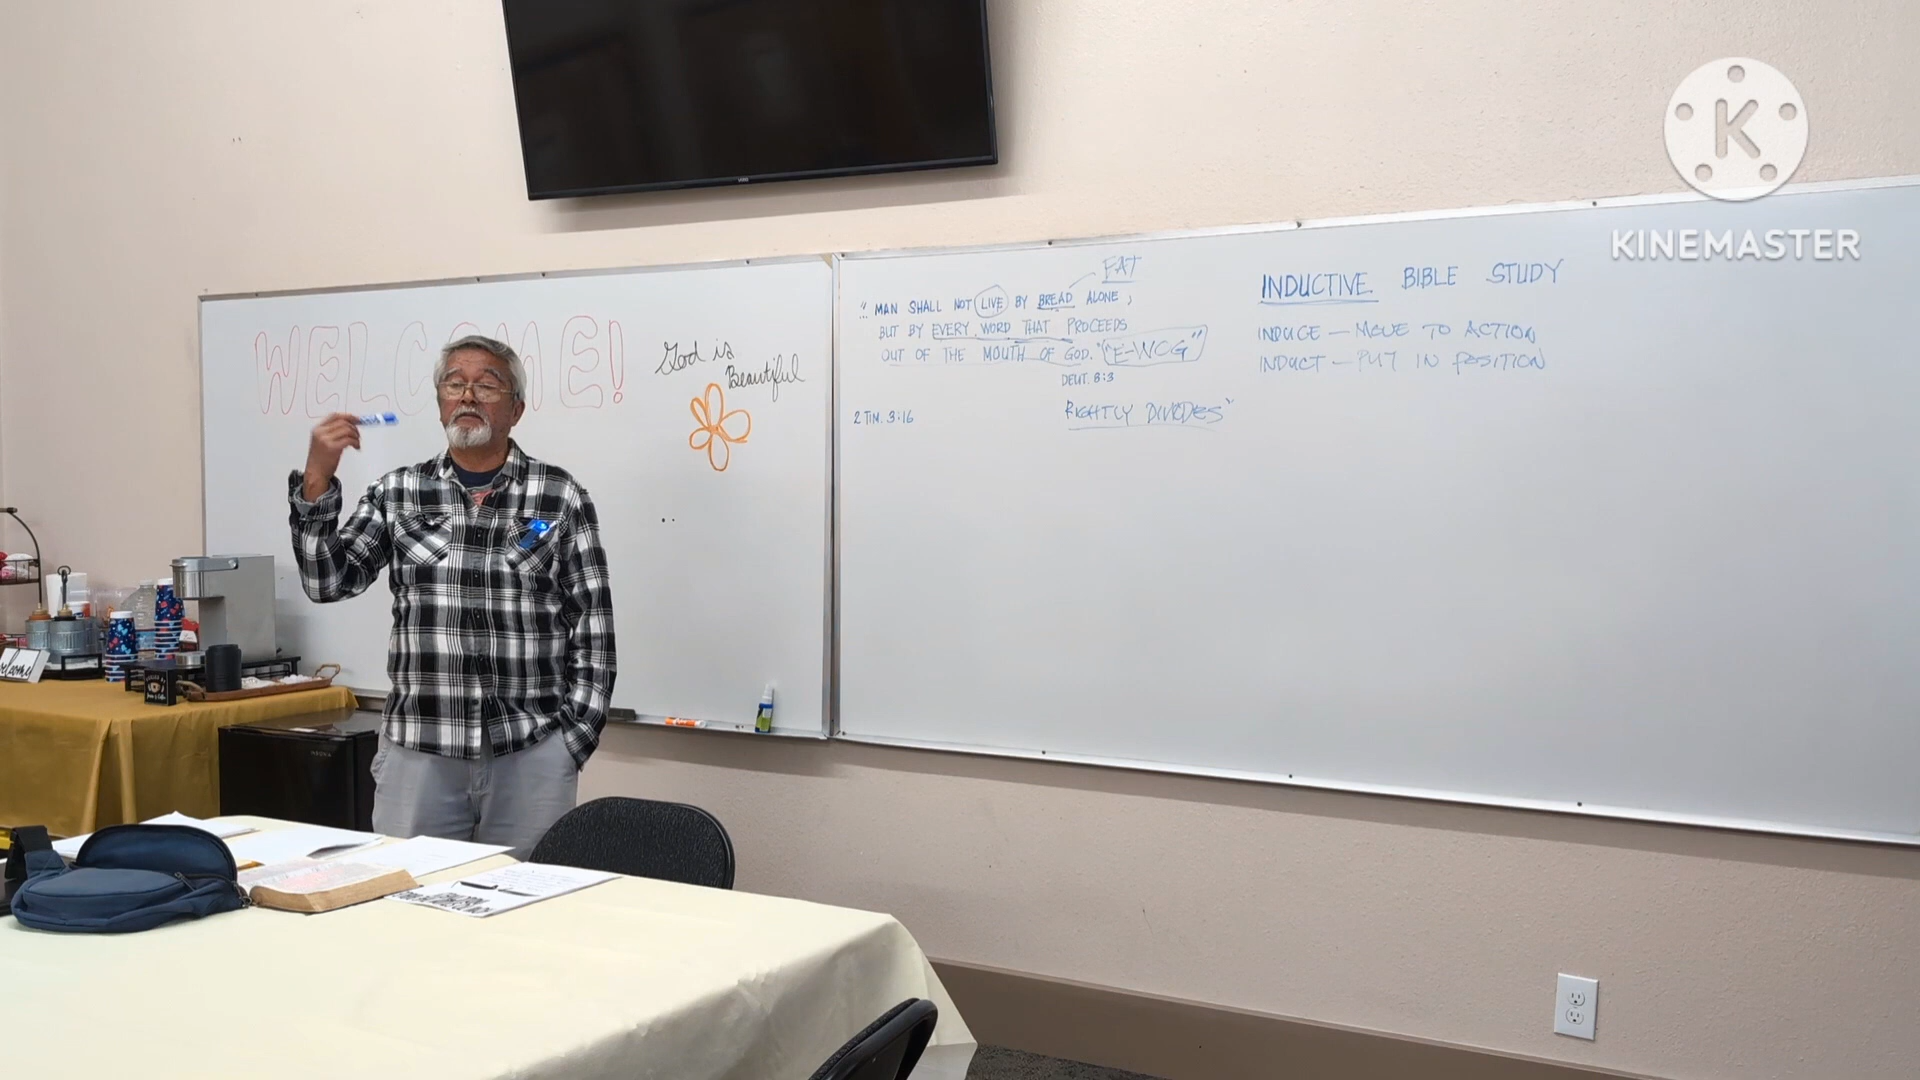 WELCOME!
God is
Beautiful
EAT
"MAN SHALL NOT LIVE BY BREAD ALONE;
BUT BY EVERY WORD THAT PROCEEDS
OUT OF THE MOUTH OF GOD." ("E-WOG")
DEUT. 8:3
2 TIM. 3:16
RIGHTLY DIVIDES"
INDUCTIVE BIBLE STUDY
INDUCE — MOVE TO ACTION
INDUCT — PUT IN POSITION
K
KINEMASTER